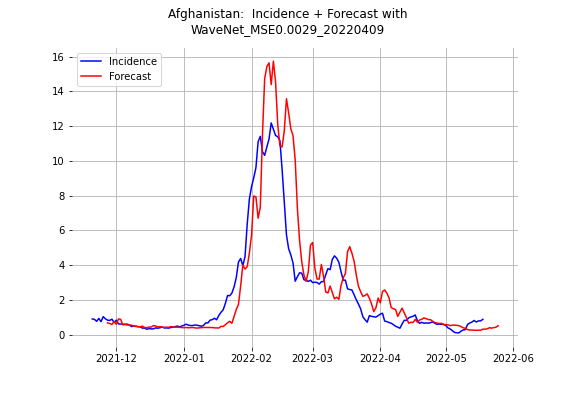 Afghanistan:  Incidence + Forecast with
WaveNet_MSE0.0029_20220409
Incidence
Forecast
16
14
12
10
8
6
4
2
0
2021-12 2022-01 2022-02 2022-03 2022-04 2022-05 2022-06